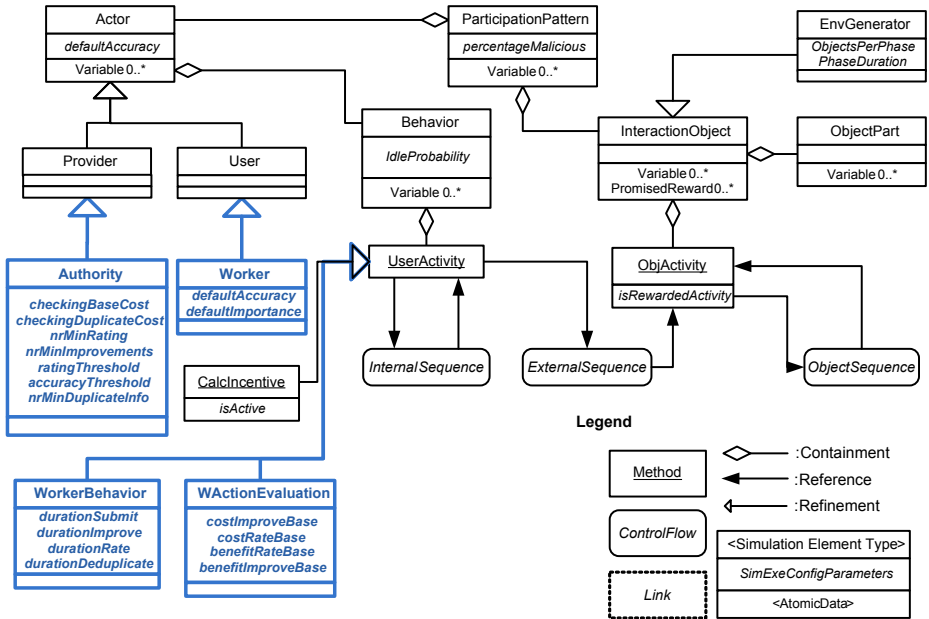 Actor
defaultAccuracy
Variable 0..*
ParticipationPattern
percentageMalicious
Variable 0..*
EnvGenerator
ObjectsPerPhase
PhaseDuration
Behavior
IdleProbability
Variable 0..*
InteractionObject
Variable 0..*
PromisedReward0..*
ObjectPart
Variable 0..*
Provider
User
Authority
checkingBaseCost
checkingDuplicateCost
nrMinRating
nrMinImprovements
ratingThreshold
accuracyThreshold
nrMinDuplicateInfo
Worker
defaultAccuracy
defaultImportance
UserActivity
ObjActivity
isRewardedActivity
CalcIncentive
isActive
InternalSequence
ExternalSequence
ObjectSequence
WorkerBehavior
durationSubmit
durationImprove
durationRate
durationDeduplicate
WActionEvaluation
costImproveBase
costRateBase
benefitRateBase
benefitImproveBase
Legend
Method
ControlFlow
Link
:Containment
:Reference
:Refinement
<Simulation Element Type>
SimExeConfigParameters
<AtomicData>